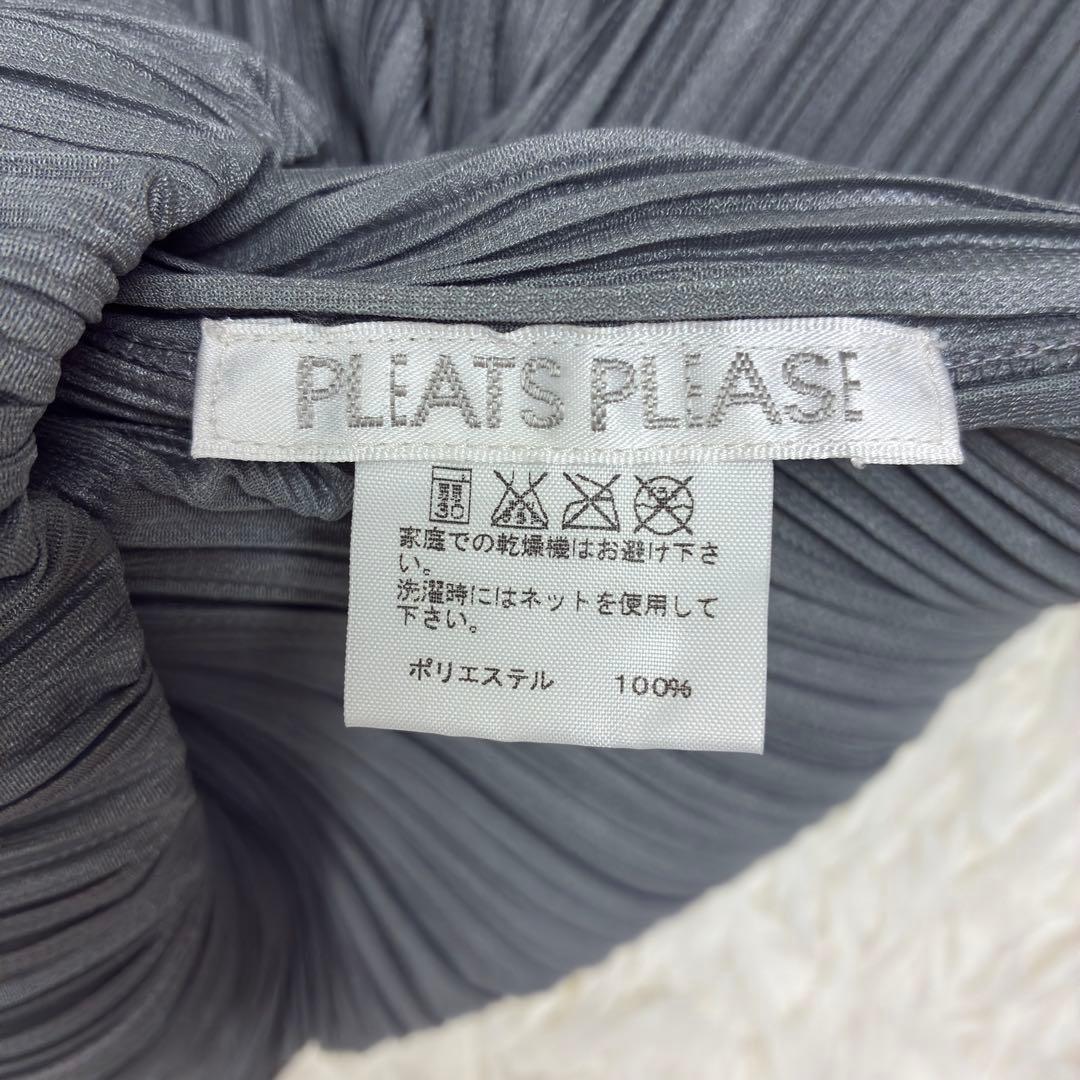 PLEATS PLEASE
弱
30
家庭での乾燥機はお避け下さ
い。
洗濯時にはネットを使用して
下さい。
ポリエステル 100%